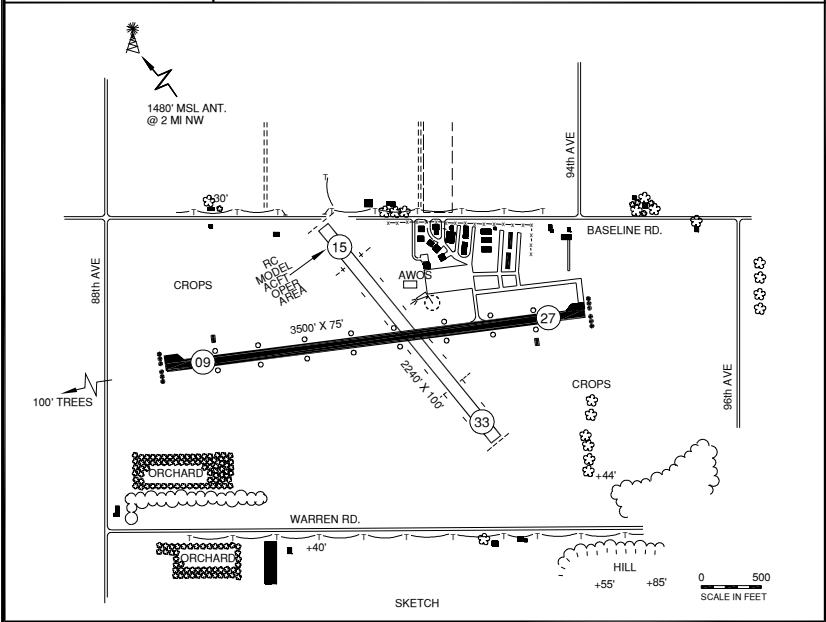 1480' MSL ANT.
@ 2 MI NW
94th AVE
30'
T
T
T
T
T
T
T
T
T
T
BASELINE RD.
15
RC
MODEL
ACFT
OPER
AREA
AWOS
88th AVE
CROPS
3500' X 75'
27
09
2240' X 100'
CROPS
96th AVE
100' TREES
33
ORCHARD
+44'
WARREN RD.
T
T
T
T
T
T
T
T
T
T
T
ORCHARD
+40'
HILL
+55'
+85'
0
500
SCALE IN FEET
SKETCH